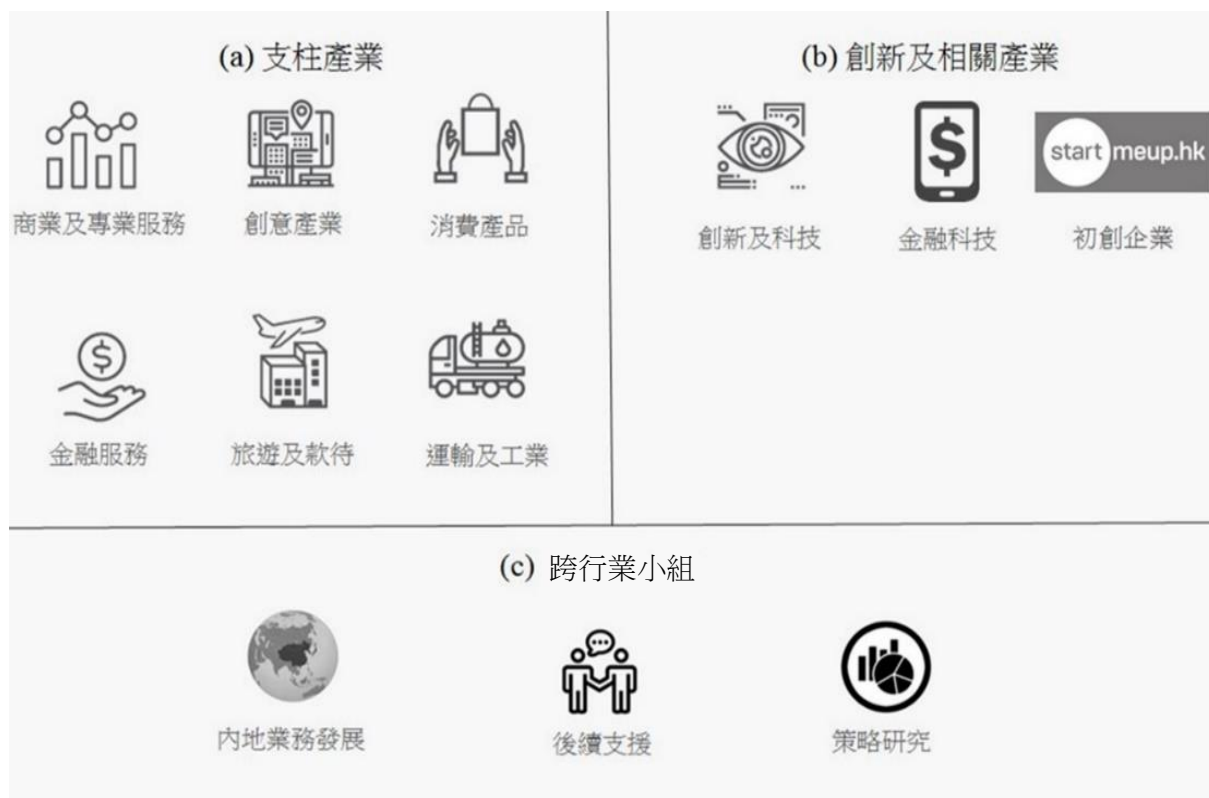 (a) 支柱產業
(b) 創新及相關產業
商業及專業服務
創意產業
消費產品
start meup.hk
創新及科技
金融科技
初創企業
金融服務
旅遊及款待
運輸及工業
(c) 跨行業小組
內地業務發展
後續支援
策略研究